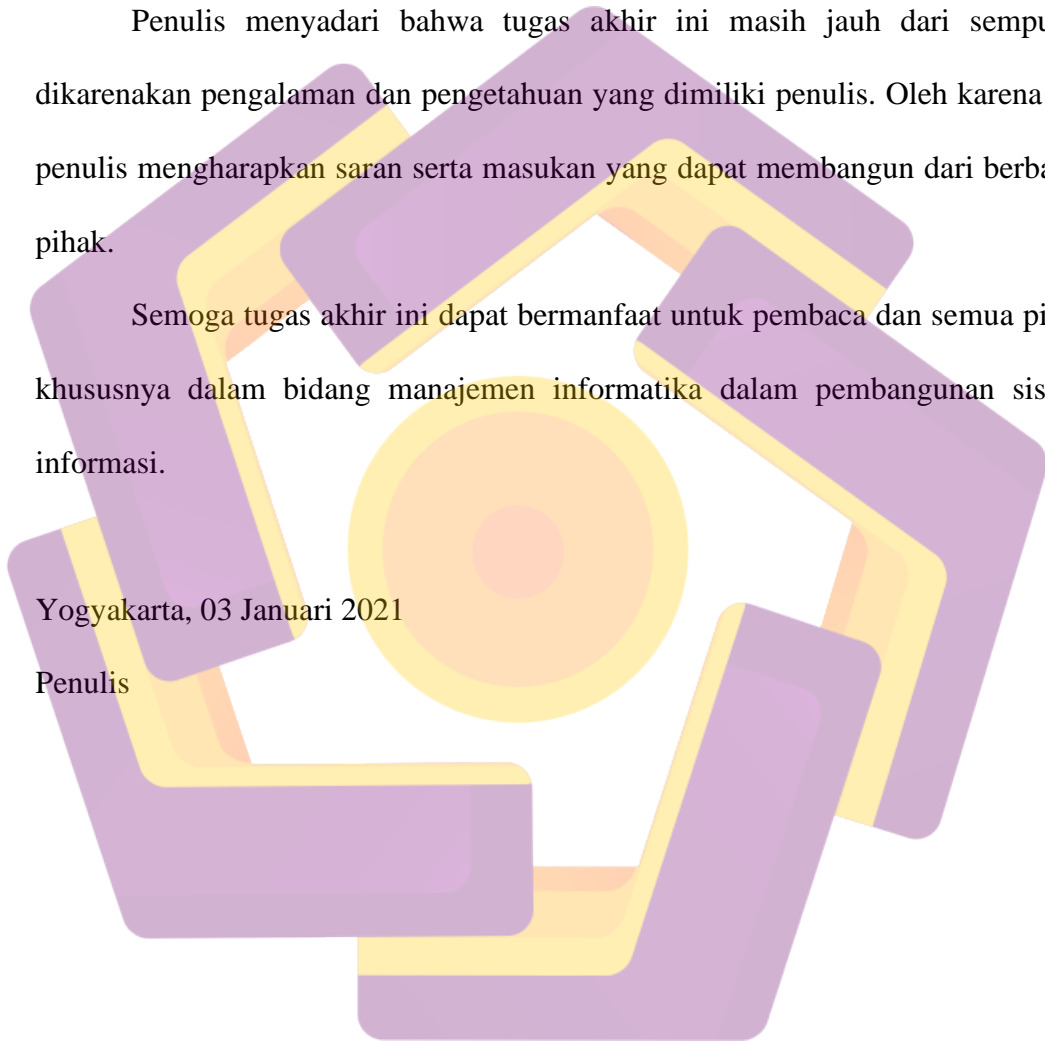 Penulis menyadari bahwa tugas akhir ini masih jauh dari sempu
dikarenakan pengalaman dan pengetahuan yang dimiliki penulis. Oleh karena
penulis mengharapkan saran serta masukan yang dapat membangun dari berba
pihak.
Semoga tugas akhir ini dapat bermanfaat untuk pembaca dan semua pi
khususnya dalam bidang manajemen informatika dalam pembangunan sis
informasi.
Yogyakarta, 03 Januari 2021
Penulis